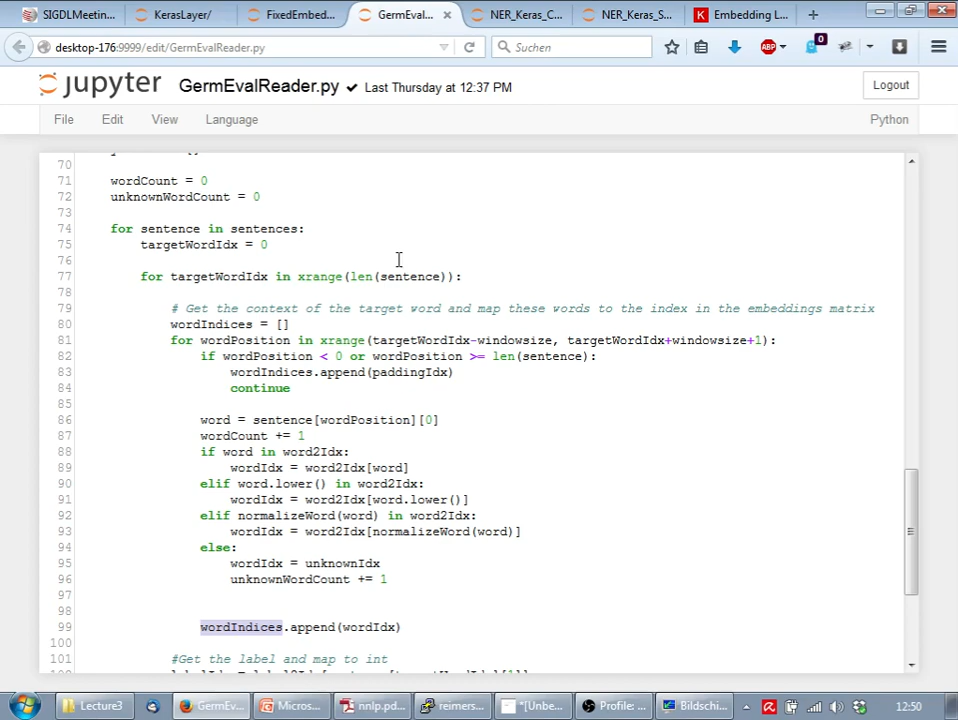 SIGDLMeetin...
KerasLayer/
FixedEmbed...
GermEval...
NER_Keras_C...
NER_Keras_S...
K Embedding L...
desktop-176:9999/edit/GermEvalReader.py
Suchen
ABP
0
jupyter GermEvalReader.py Last Thursday at 12:37 PM
Logout
File Edit View Language
Python
70
71 wordCount = 0
72 unknownWordCount = 0
73
74 for sentence in sentences:
75 targetWordIdx = 0
76
77 for targetWordIdx in xrange(len(sentence)):
78
79 # Get the context of the target word and map these words to the index in the embeddings matrix
80 wordIndices = []
81 for wordPosition in xrange(targetWordIdx-windowsize, targetWordIdx+windowsize+1):
82 if wordPosition < 0 or wordPosition >= len(sentence):
83 wordIndices.append(paddingIdx)
84 continue
85
86 word = sentence[wordPosition][0]
87 wordCount += 1
88 if word in word2Idx:
89 wordIdx = word2Idx[word]
90 elif word.lower() in word2Idx:
91 wordIdx = word2Idx[word.lower()]
92 elif normalizeWord(word) in word2Idx:
93 wordIdx = word2Idx[normalizeWord(word)]
94 else:
95 wordIdx = unknownIdx
96 unknownWordCount += 1
97
98
99 wordIndices.append(wordIdx)
100
101 #Get the label and map to int
Lecture3
GermEv...
Micros...
nnlp.pd...
reimers...
*[Unbe...
Profile: ...
Bildschi...
12:50